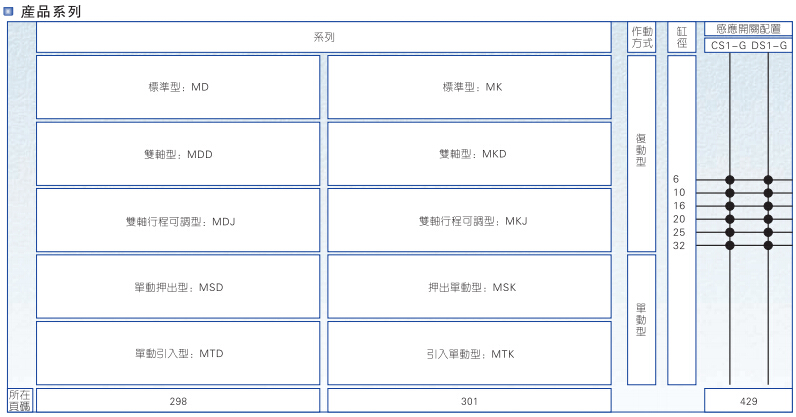 產品系列
系列
作動
方式
缸
徑
感應開關配置
CS1-G DS1-G
標準型：MD
標準型：MK
雙軸型：MDD
雙軸型：MKD
雙軸行程可調型：MDJ
雙軸行程可調型：MKJ
單動押出型：MSD
押出單動型：MSK
單動引入型：MTD
引入單動型：MTK
復動型
單動型
6
10
16
20
25
32
所在
頁碼
298
301
429